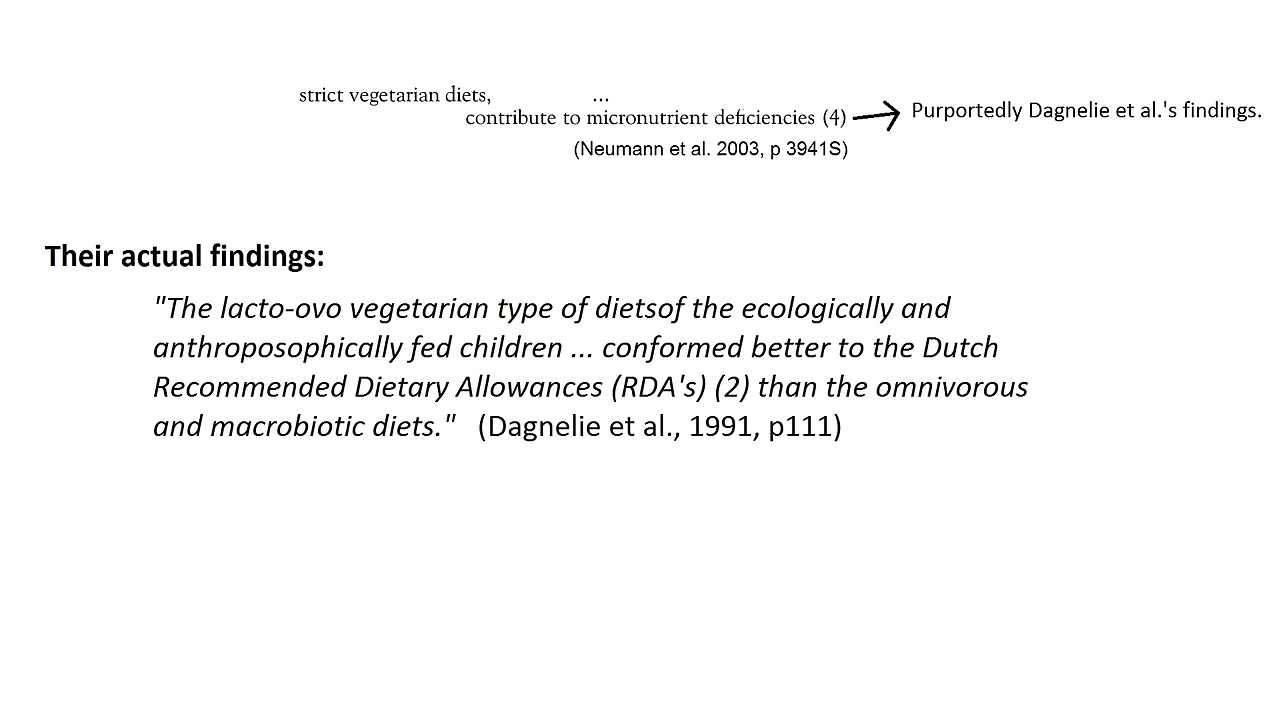 strict vegetarian diets, ...
contribute to micronutrient deficiencies (4)
Purportedly Dagnelie et al.'s findings.
(Neumann et al. 2003, p 3941S)
Their actual findings:
"The lacto-ovo vegetarian type of dietsof the ecologically and
anthroposophically fed children ... conformed better to the Dutch
Recommended Dietary Allowances (RDA's) (2) than the omnivorous
and macrobiotic diets." (Dagnelie et al., 1991, p111)